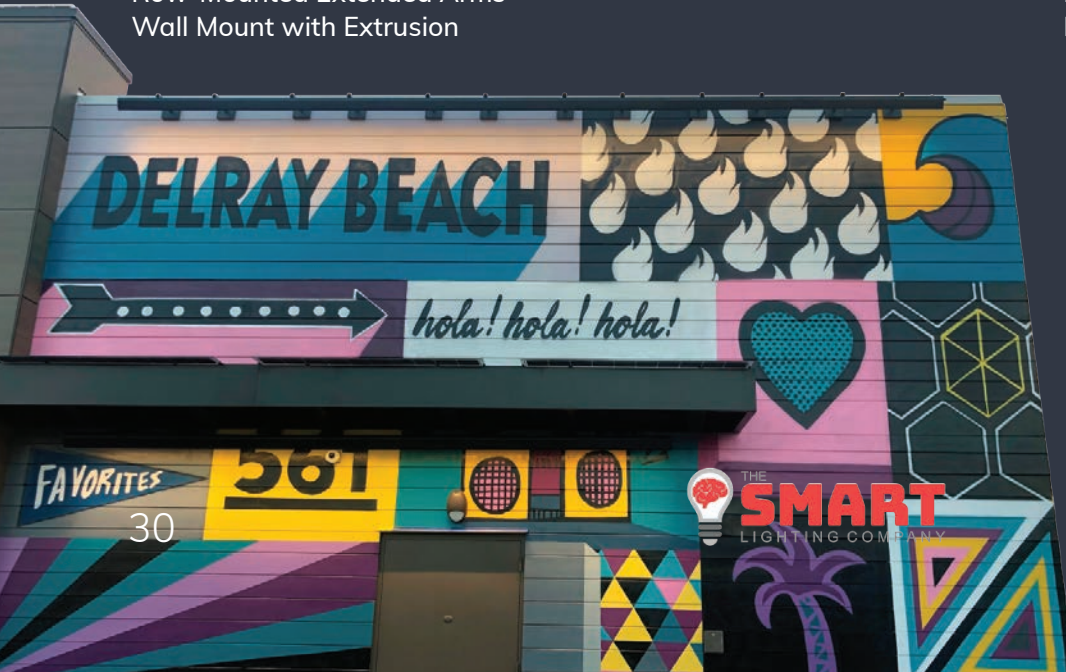 Wall Mount with Extrusion
DELRAY BEACH
hola! hola! hola!
FAVORITES
561
30
THE
SMART
LIGHTING COMPANY